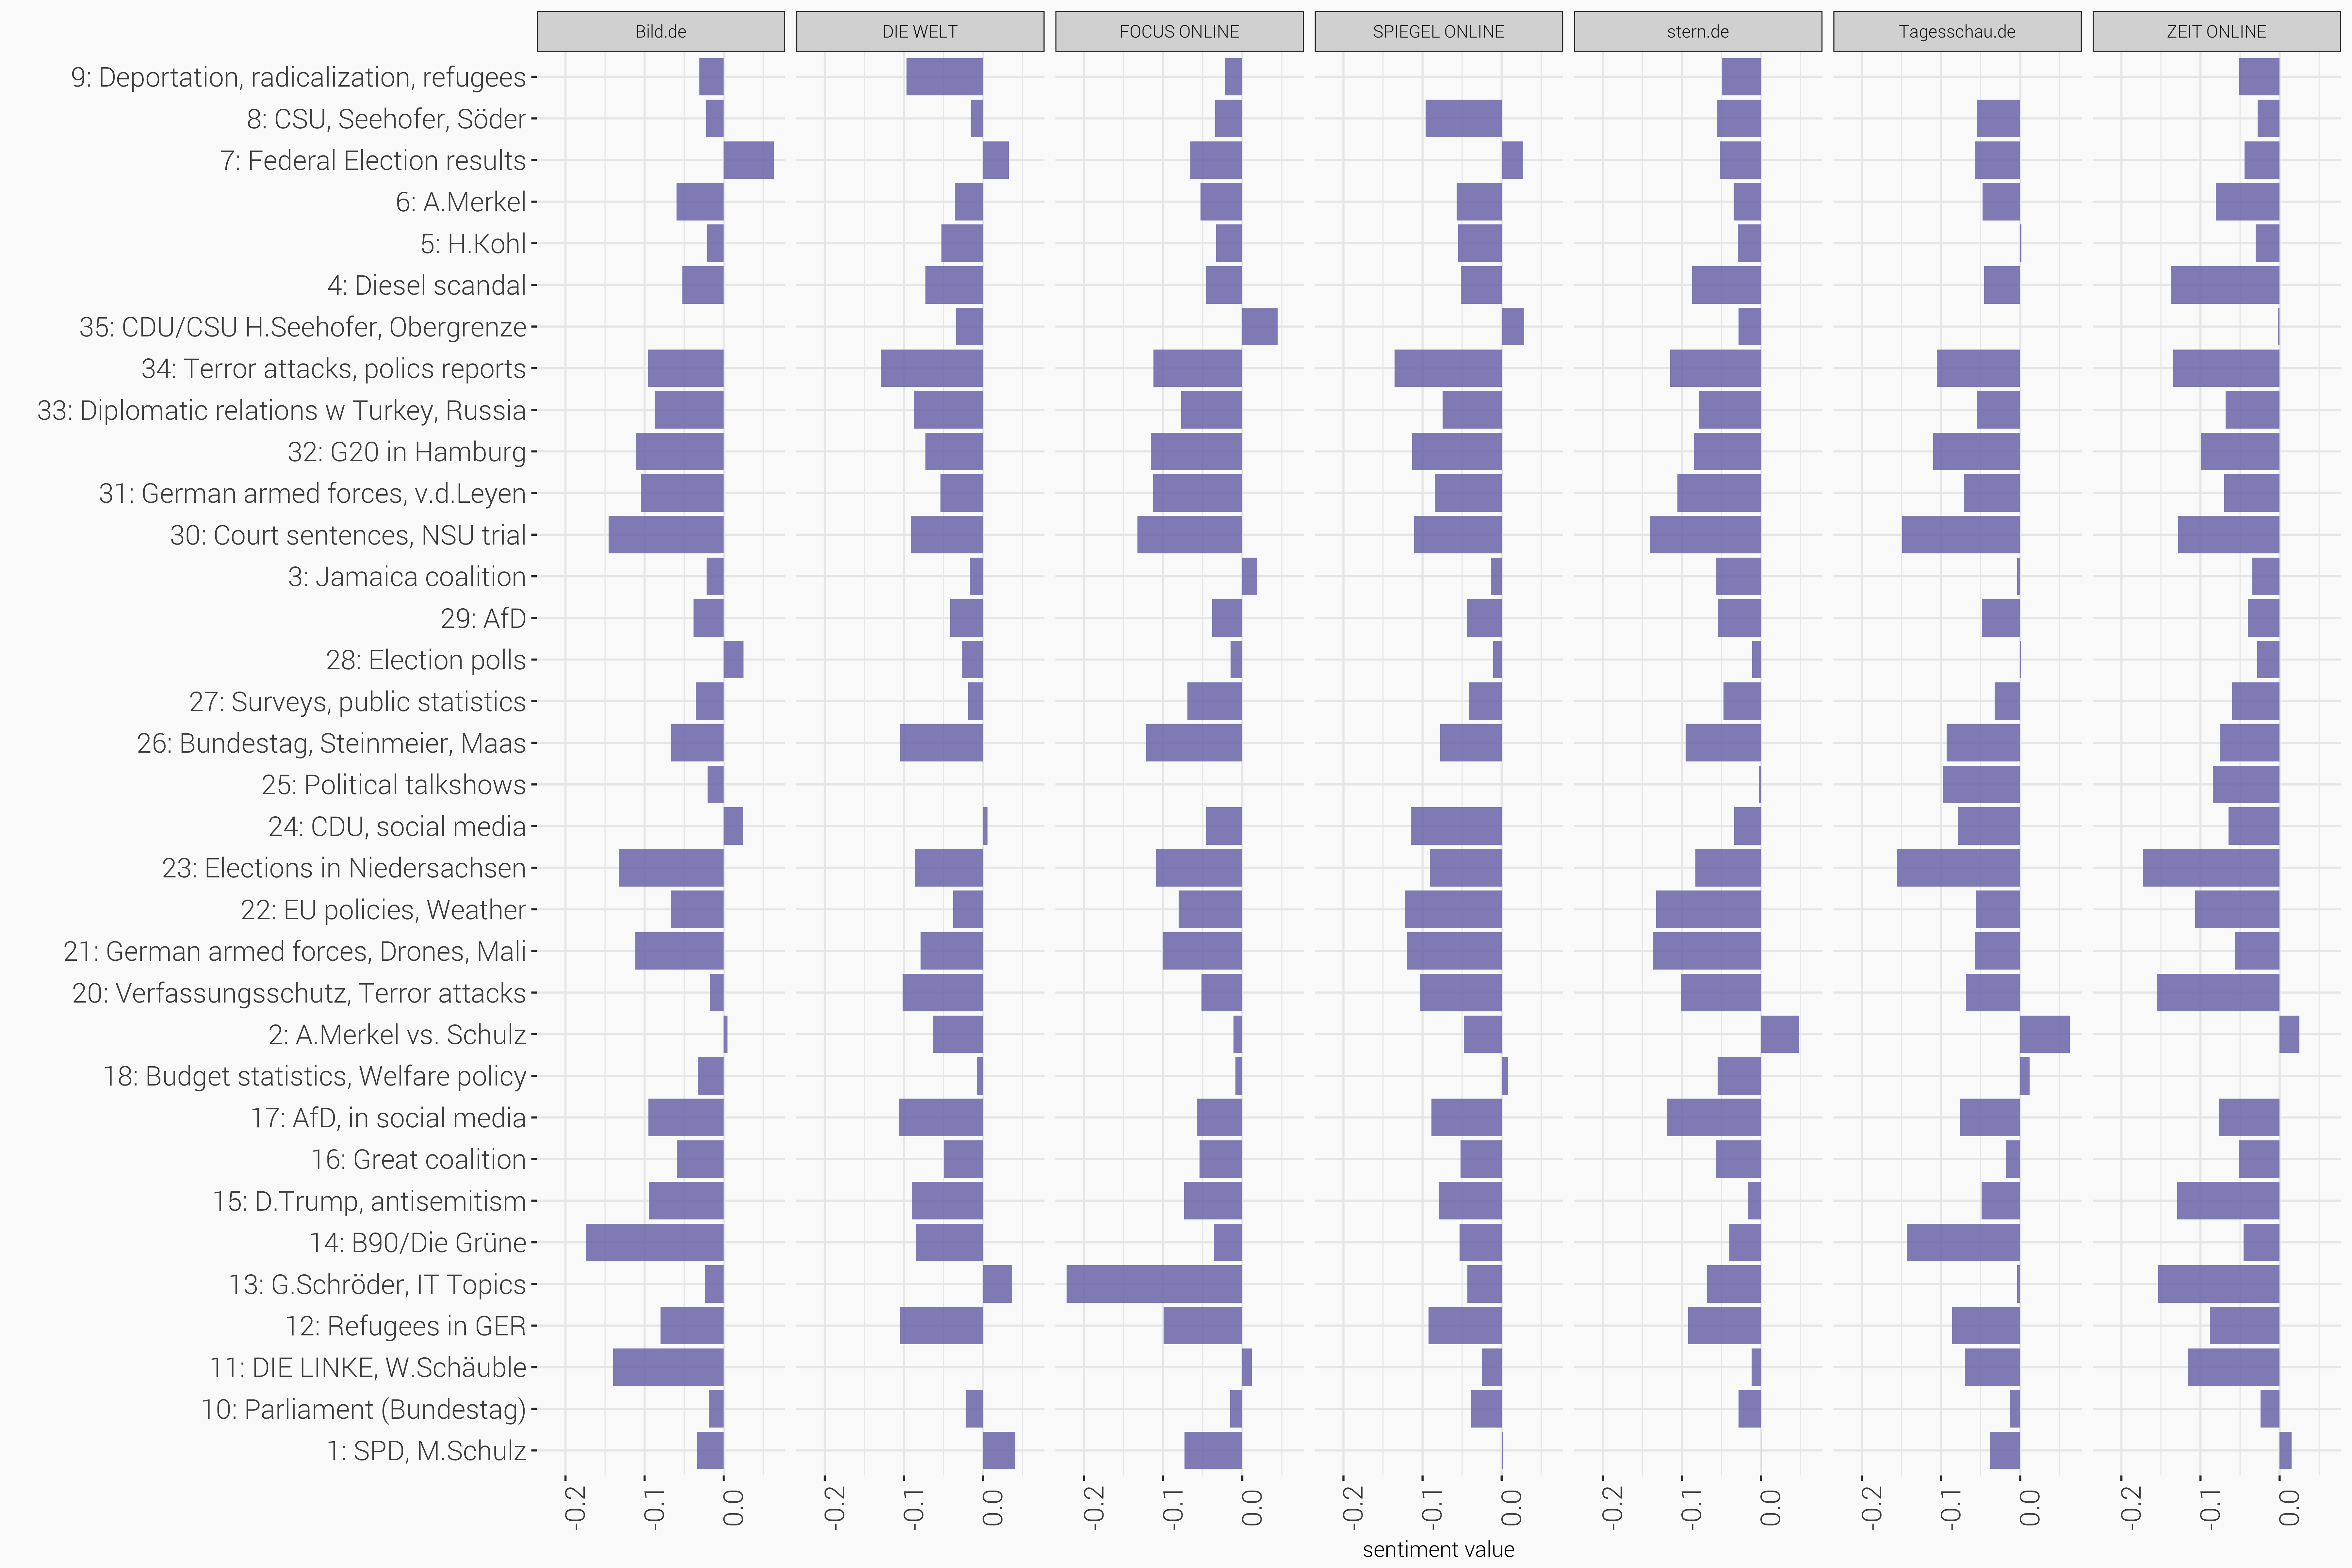 Bild.de DIE WELT FOCUS ONLINE SPIEGEL ONLINE stern.de Tagesschau.de ZEIT ONLINE
9: Deportation, radicalization, refugees
8: CSU, Seehofer, Söder
7: Federal Election results
6: A.Merkel
5: H.Kohl
4: Diesel scandal
35: CDU/CSU H.Seehofer, Obergrenze
34: Terror attacks, polics reports
33: Diplomatic relations w Turkey, Russia
32: G20 in Hamburg
31: German armed forces, v.d.Leyen
30: Court sentences, NSU trial
3: Jamaica coalition
29: AfD
28: Election polls
27: Surveys, public statistics
26: Bundestag, Steinmeier, Maas
25: Political talkshows
24: CDU, social media
23: Elections in Niedersachsen
22: EU policies, Weather
21: German armed forces, Drones, Mali
20: Verfassungsschutz, Terror attacks
2: A.Merkel vs. Schulz
18: Budget statistics, Welfare policy
17: AfD, in social media
16: Great coalition
15: D.Trump, antisemitism
14: B90/Die Grüne
13: G.Schröder, IT Topics
12: Refugees in GER
11: DIE LINKE, W.Schäuble
10: Parliament (Bundestag)
1: SPD, M.Schulz
-0.2 -0.1 0.0 -0.2 -0.1 0.0 -0.2 -0.1 0.0 -0.2 -0.1 0.0 -0.2 -0.1 0.0 -0.2 -0.1 0.0 -0.2 -0.1 0.0
sentiment value